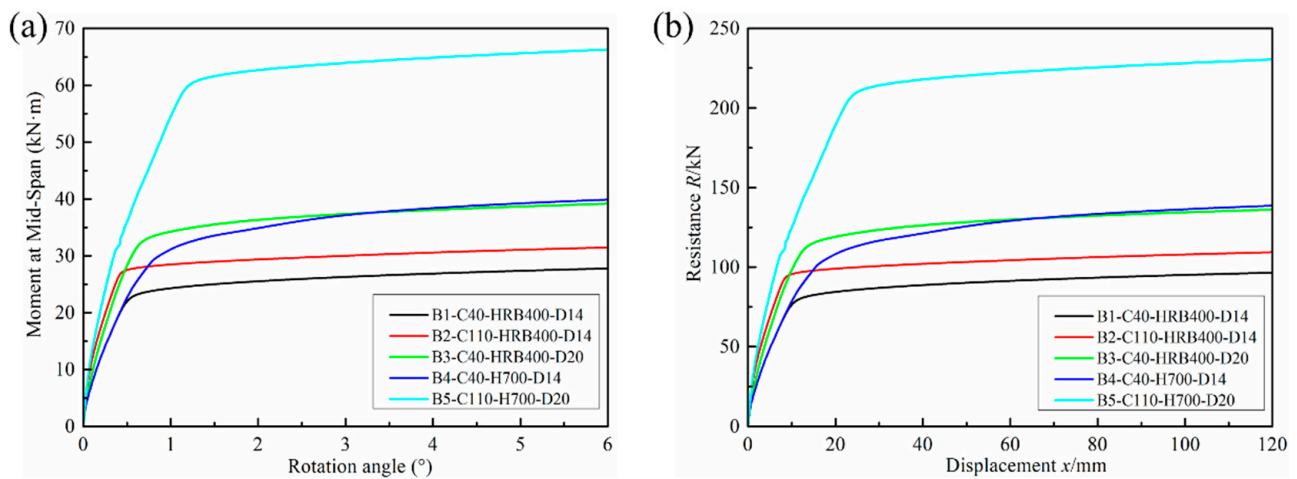 (a)
Moment at Mid-Span (kN·m)
70
60
50
40
30
20
10
0
0 1 2 3 4 5 6
Rotation angle (°)
B1-C40-HRB400-D14
B2-C110-HRB400-D14
B3-C40-HRB400-D20
B4-C40-H700-D14
B5-C110-H700-D20
(b)
Resistance R/kN
250
200
150
100
50
0
0 20 40 60 80 100 120
Displacement x/mm
B1-C40-HRB400-D14
B2-C110-HRB400-D14
B3-C40-HRB400-D20
B4-C40-H700-D14
B5-C110-H700-D20